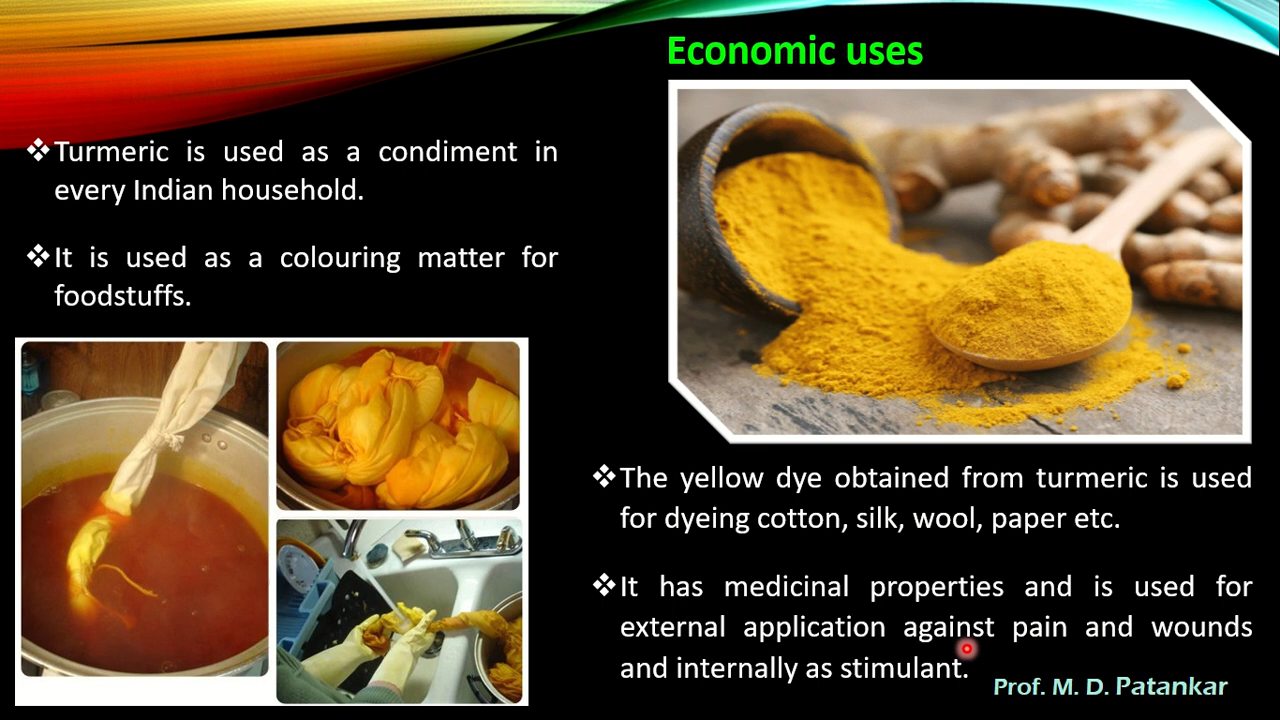 Economic uses
❖Turmeric is used as a condiment in
every Indian household.
❖It is used as a colouring matter for
foodstuffs.
❖The yellow dye obtained from turmeric is used
for dyeing cotton, silk, wool, paper etc.
❖It has medicinal properties and is used for
external application against pain and wounds
and internally as stimulant.
Prof. M. D. Patankar